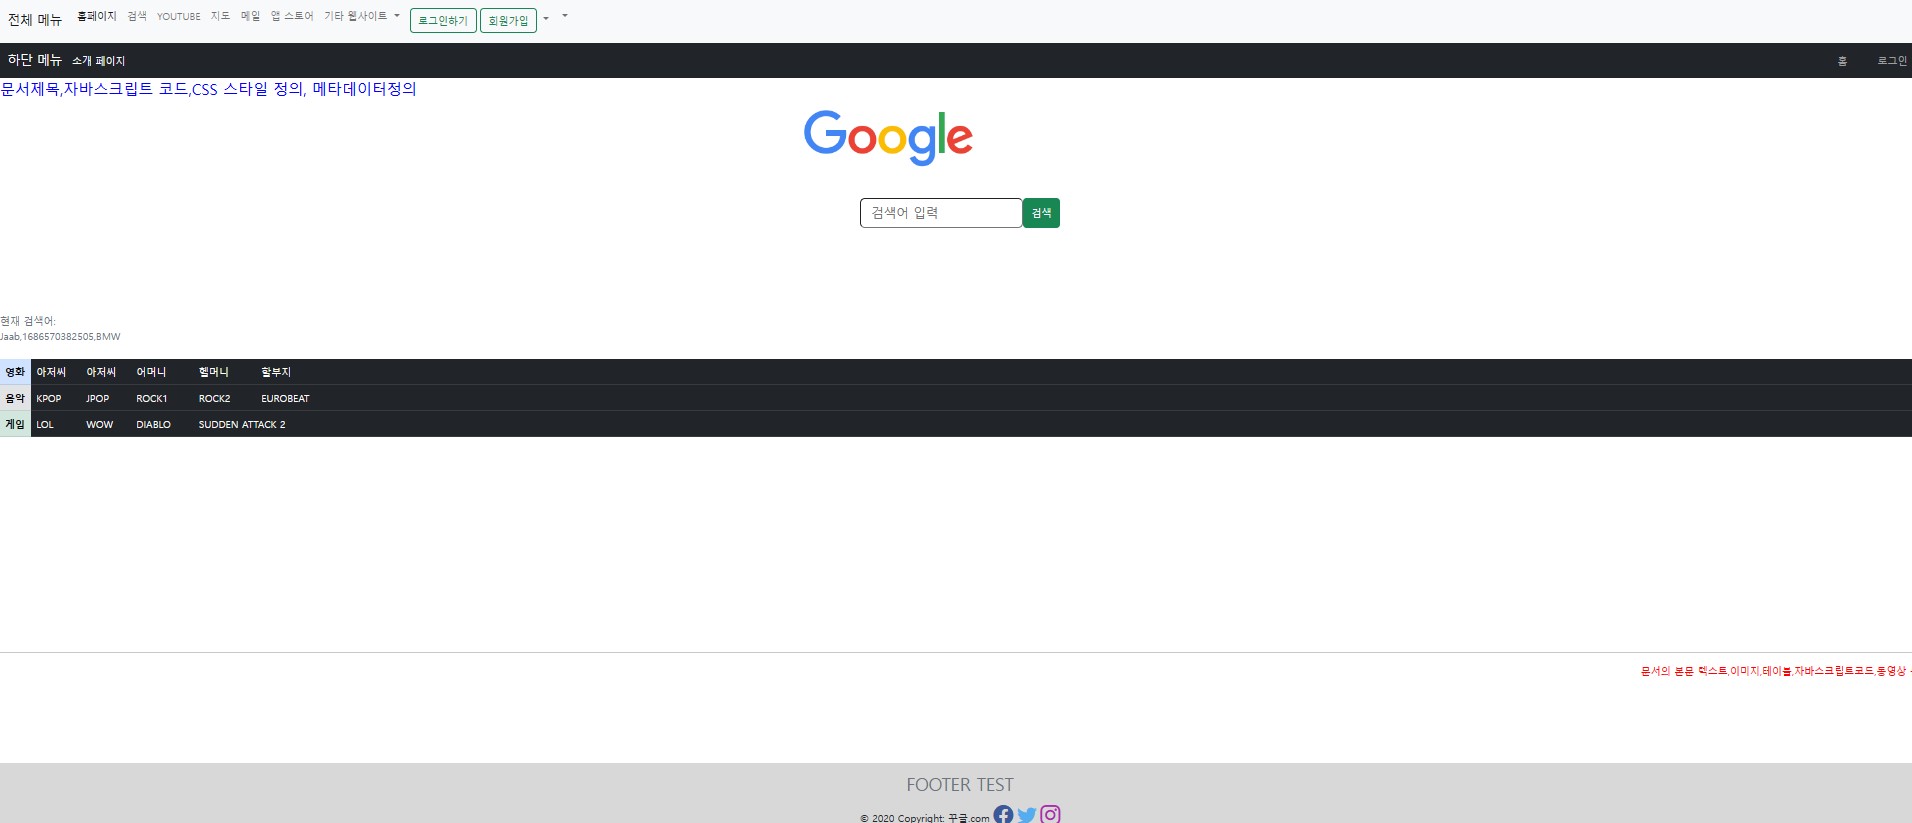 전체 메뉴 홈페이지 검색 YOUTUBE 지도 메일 앱 스토어 기타 웹사이트 로그인하기 회원가입
하단 메뉴 소개 페이지 홈 로그인
문서제목,자바스크립트 코드,CSS 스타일 정의, 메타데이터정의
Google
검색어 입력 검색
현재 검색어:
Jaab,1686570382505,BMW
영화 아저씨 아저씨 어머니 헬머니 할부지
음악 KPOP JPOP ROCK1 ROCK2 EUROBEAT
게임 LOL WOW DIABLO SUDDEN ATTACK 2
문서의 본문 텍스트,이미지,테이블,자바스크립트코드,동영상
FOOTER TEST
© 2020 Copyright: 꾸글.com